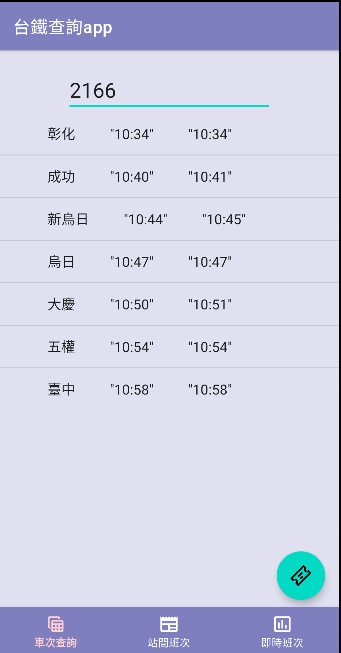 台鐵查詢app
2166
彰化 "10:34" "10:34"
成功 "10:40" "10:41"
新烏日 "10:44" "10:45"
烏日 "10:47" "10:47"
大慶 "10:50" "10:51"
五權 "10:54" "10:54"
臺中 "10:58" "10:58"
車次查詢 站間班次 即時班次